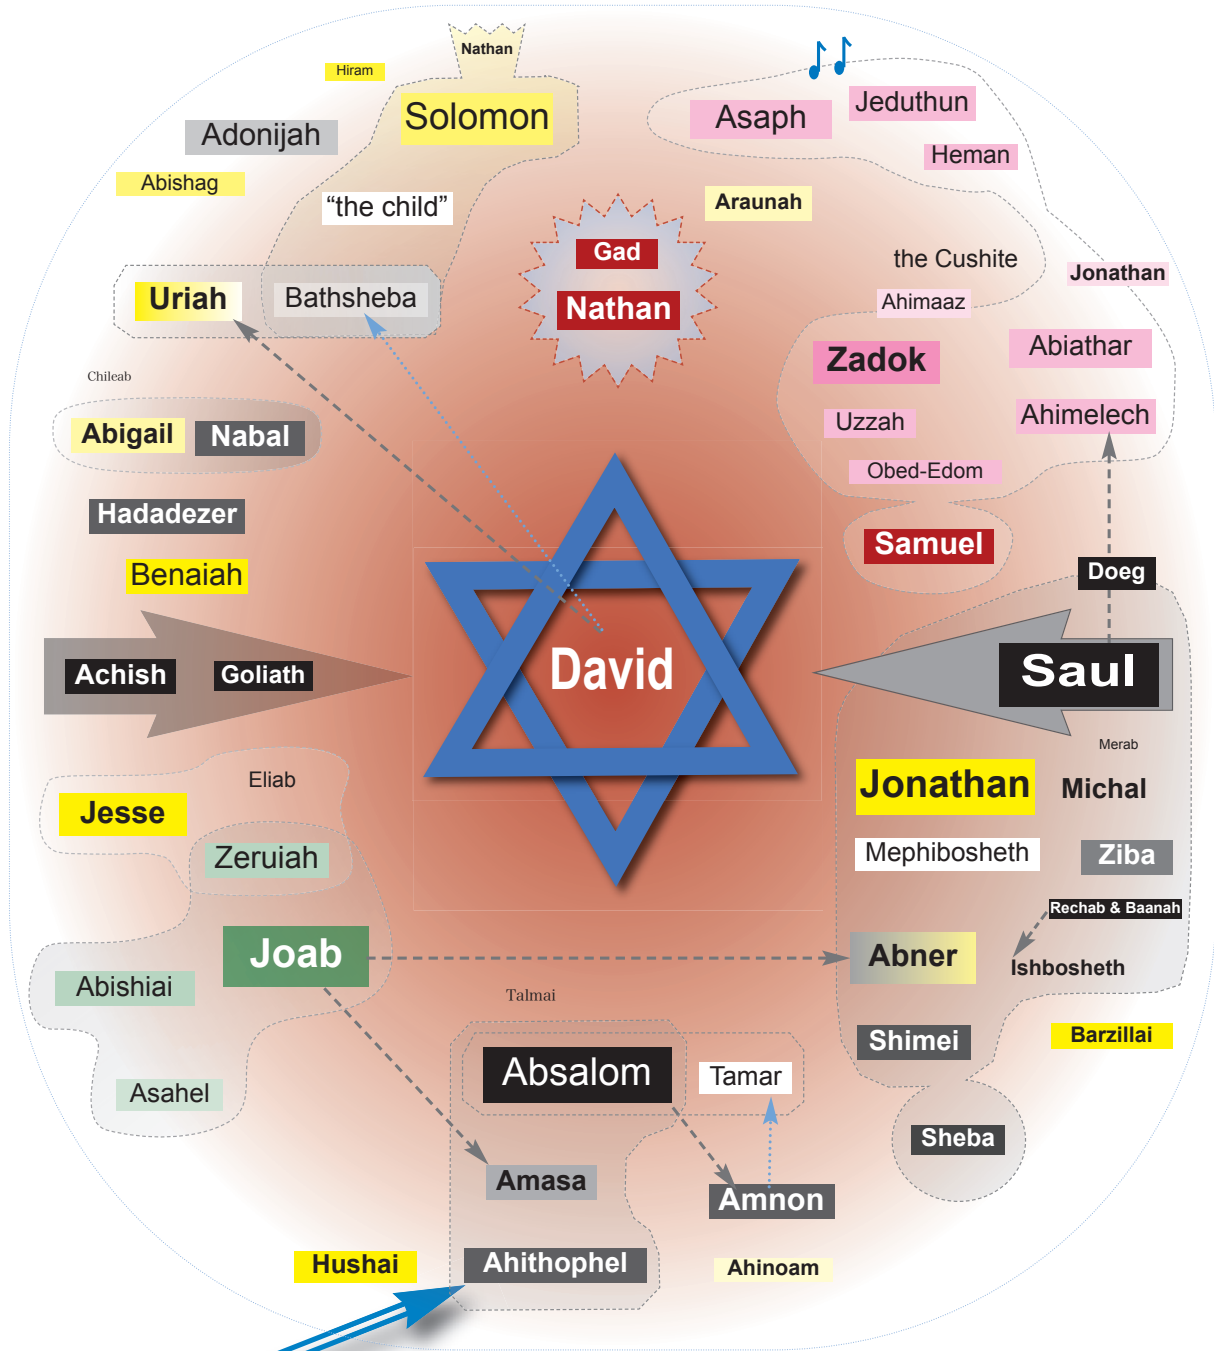 Nathan
Hiram
Solomon
Asaph
Jeduthun
Adonijah
Heman
Abishag
“the child”
Araunah
Gad
the Cushite
Jonathan
Uriah
Bathsheba
Nathan
Ahimaaz
Zadok
Abiathar
Chileab
Abigail
Nabal
Uzzah
Ahimelech
Obed-Edom
Hadadezer
Samuel
Benaiah
Doeg
Achish
Goliath
David
Saul
Merab
Eliab
Jonathan
Michal
Jesse
Zeruiah
Mephibosheth
Ziba
Rechab & Baanah
Joab
Abner
Ishbosheth
Abishiai
Talmai
Shimei
Barzillai
Absalom
Tamar
Asahel
Sheba
Amasa
Amnon
Hushai
Ahithophel
Ahinoam